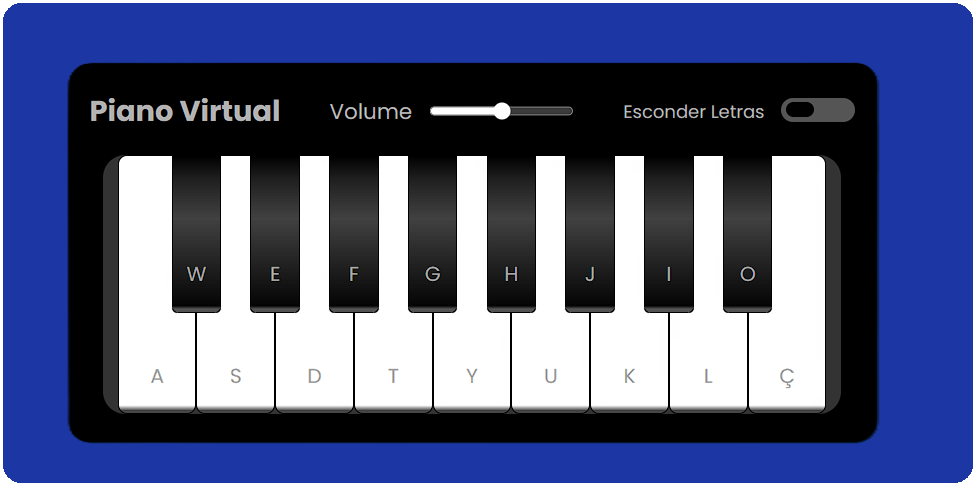 Piano Virtual
Volume
Esconder Letras
W E F G H J I O
A S D T Y U K L Ç